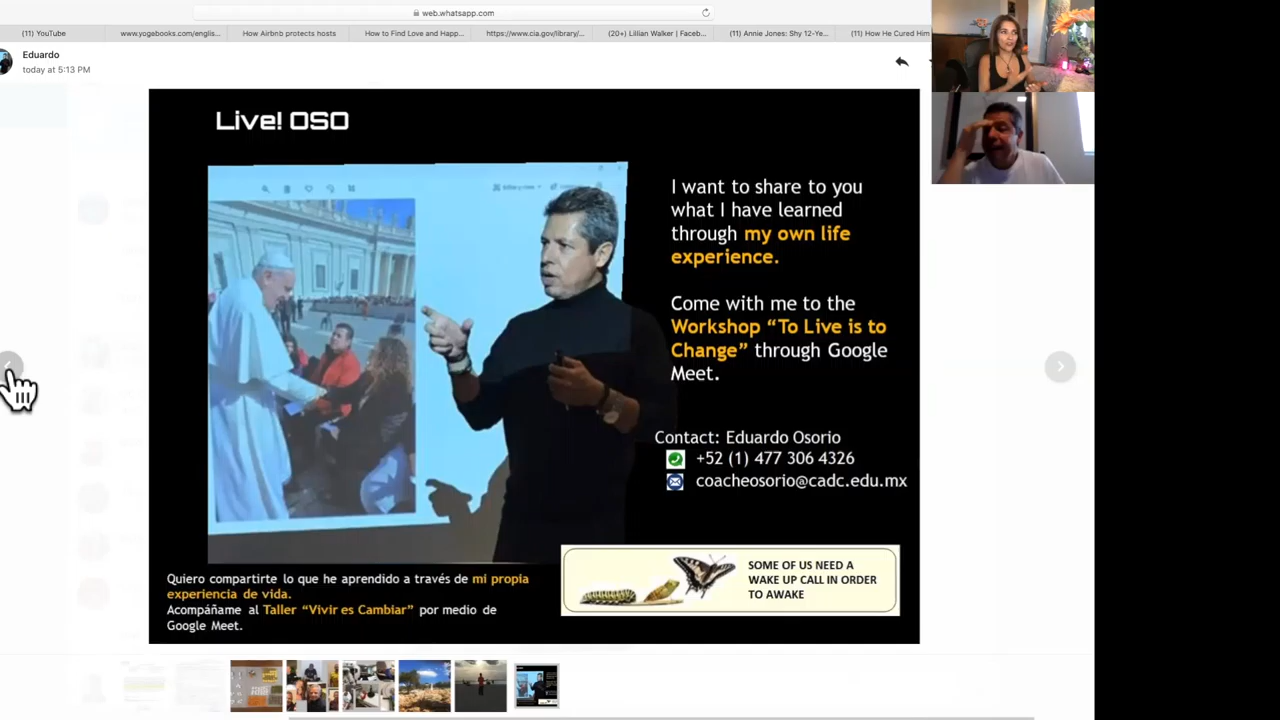 web.whatsapp.com
(11) YouTube
www.yogebooks.com/englis...
How Airbnb protects hosts
How to Find Love and Happ...
https://www.cia.gov/library/...
(20+) Lillian Walker | Faceb...
(11) Annie Jones: Shy 12-Ye...
(11) How He Cured Him
Eduardo
today at 5:13 PM
Live! OSO
I want to share to you
what I have learned
through my own life
experience.
Come with me to the
Workshop “To Live is to
Change” through Google
Meet.
Contact: Eduardo Osorio
+52 (1) 477 306 4326
coacheosorio@cadc.edu.mx
SOME OF US NEED A
WAKE UP CALL IN ORDER
TO AWAKE
Quiero compartirte lo que he aprendido a través de mi propia
experiencia de vida.
Acompáñame al Taller “Vivir es Cambiar” por medio de
Google Meet.